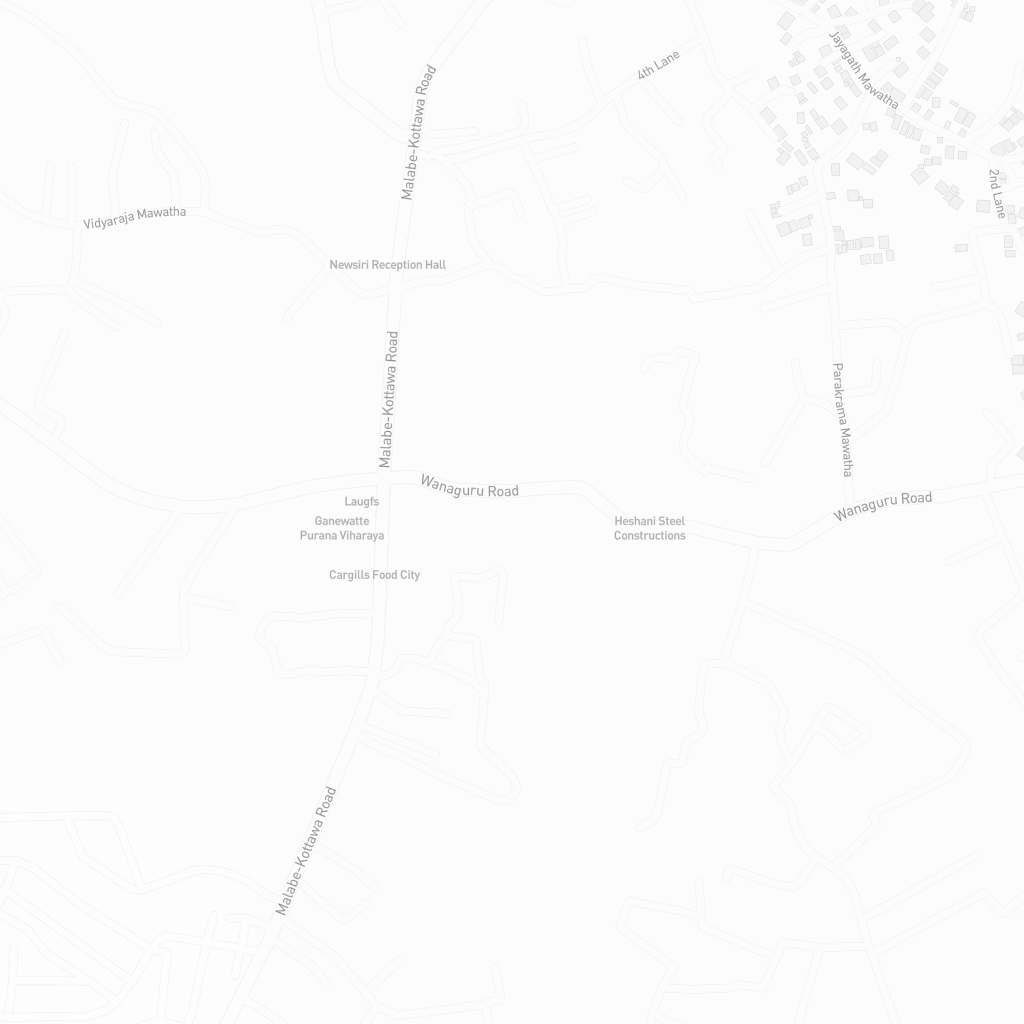 Jayagath Mawatha
4th Lane
Malabe-Kottawa Road
2nd Lane
Vidyaraja Mawatha
Newsiri Reception Hall
Malabe-Kottawa Road
Parakrama Mawatha
Wanaguru Road
Laugfs
Wanaguru Road
Ganewatte
Purana Viharaya
Heshani Steel
Constructions
Cargills Food City
Malabe-Kottawa Road